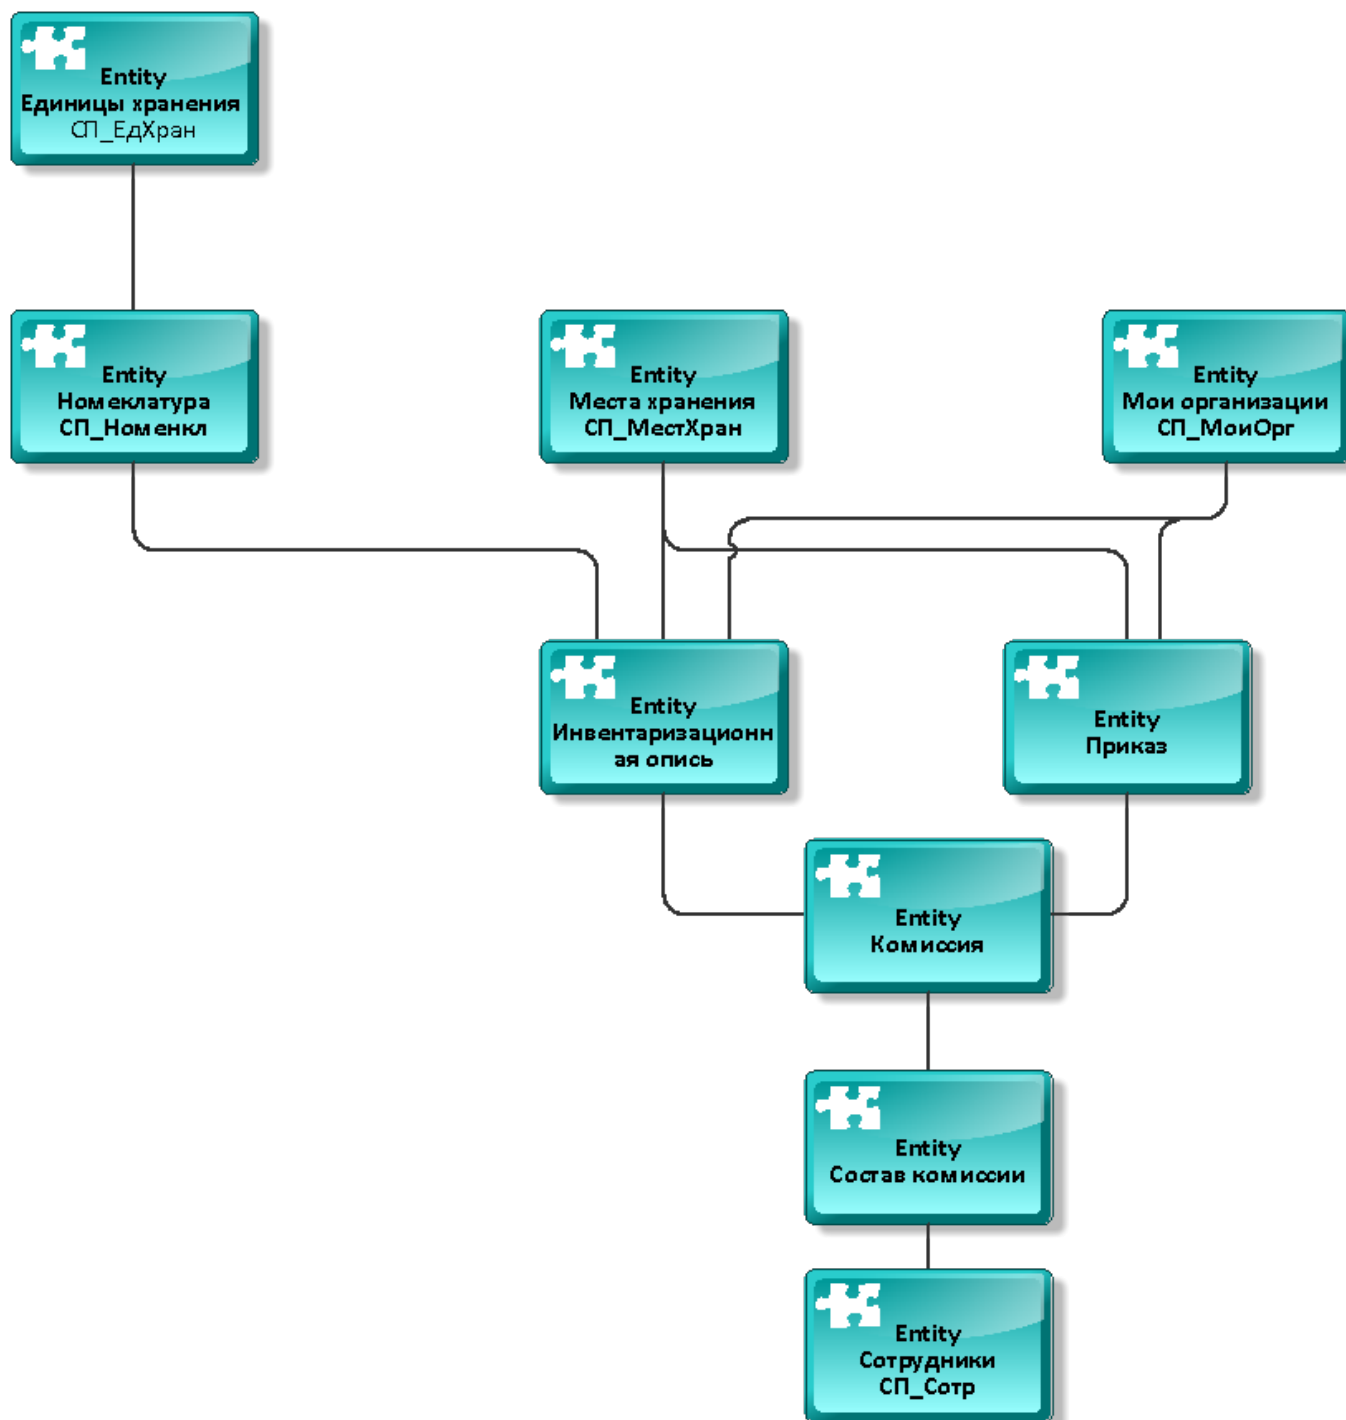 Entity
Единицы хранения
СП_ЕдХран
Entity
Номеклатура
СП_Номенкл
Entity
Места хранения
СП_МестХран
Entity
Мои организации
СП_МоиОрг
Entity
Инвентаризационн
ая опись
Entity
Приказ
Entity
Комиссия
Entity
Состав комиссии
Entity
Сотрудники
СП_Сотр